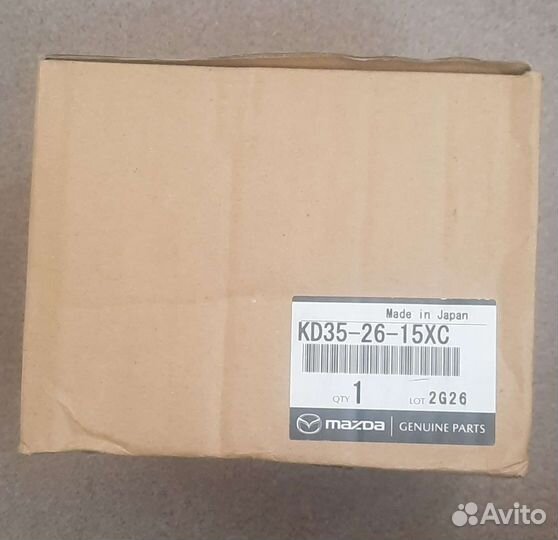 Made in Japan
KD35-26-15XC
QTY 1 LOT 2G26
mazda GENUINE PARTS
Avito